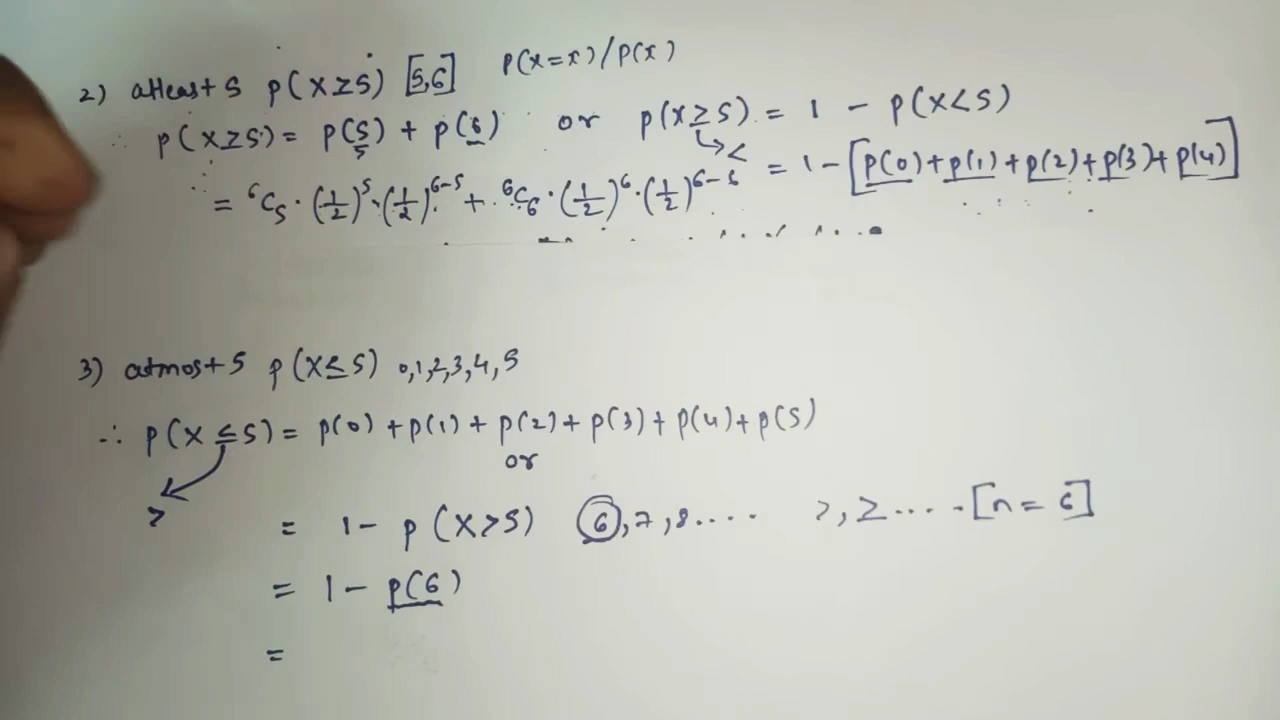 2) atleast 5 p(X ≥ 5) [5,6] P(X=x)/P(x)
∴ p(X ≥ 5) = p(5) + p(6) or p(X ≥ 5) = 1 - p(X < 5)
↳ <
= 1 - [p(0)+p(1)+p(2)+p(3)+p(4)]
∴ = ⁶C₅ · (1/2)⁵ · (1/2)⁶⁻⁵ + ⁶C₆ · (1/2)⁶ · (1/2)⁶⁻⁶
3) atmost 5 p(X ≤ 5) 0,1,2,3,4,5
∴ p(X ≤ 5) = p(0) + p(1) + p(2) + p(3) + p(4) + p(5)
or
>
= 1 - p(X > 5) 6,7,8.... >, ≥ .... [n = 6]
= 1 - p(6)
=